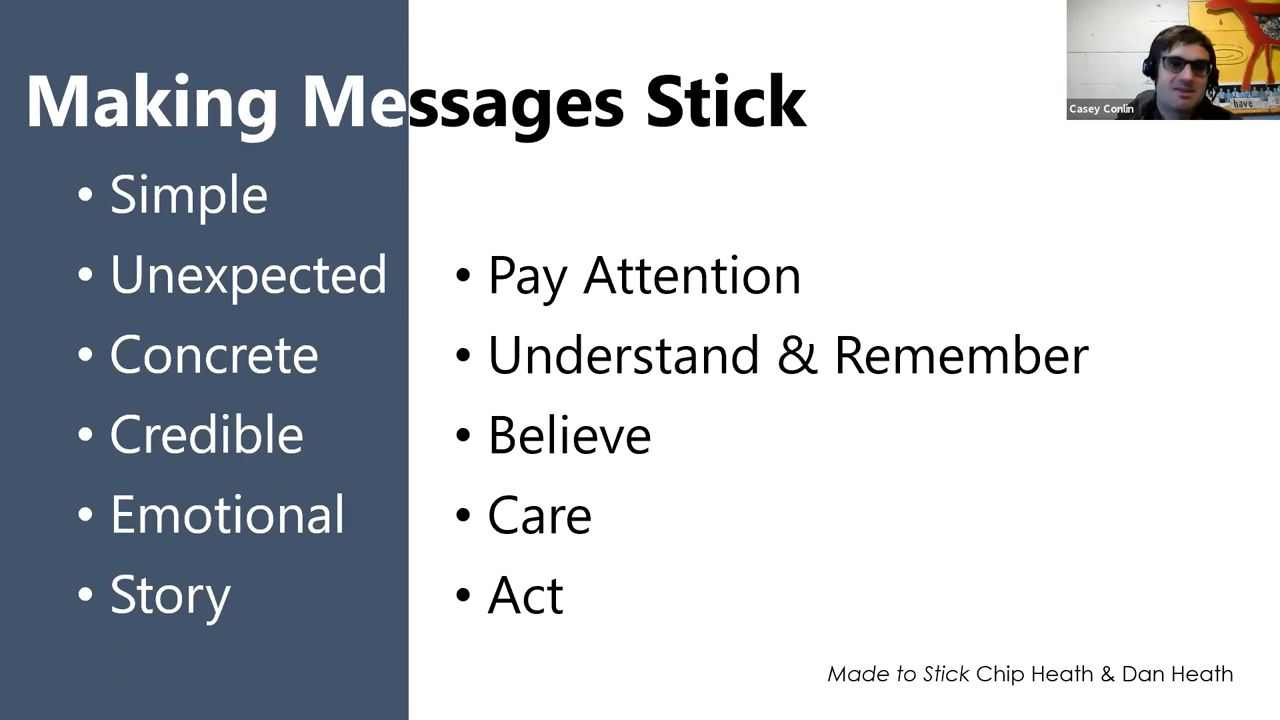 Making Messages Stick
Casey Conlin
have
• Simple
• Unexpected
• Pay Attention
• Concrete
• Understand & Remember
• Credible
• Believe
• Emotional
• Care
• Story
• Act
Made to Stick Chip Heath & Dan Heath